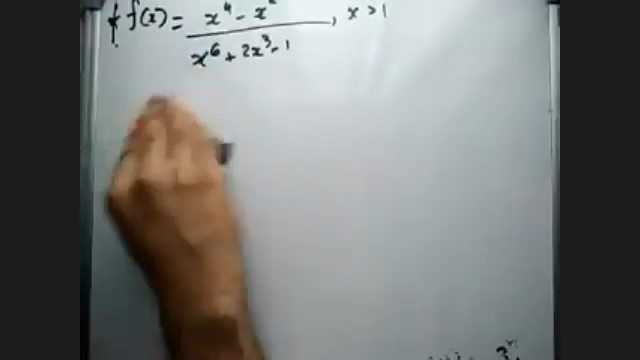 f(x) = x⁴ - x² , x > 1
x⁶ + 2x³ - 1